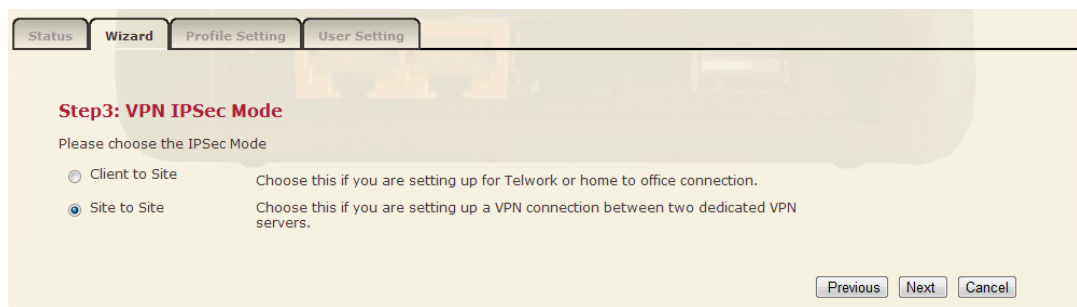 Status Wizard Profile Setting User Setting
Step3: VPN IPSec Mode
Please choose the IPSec Mode
Client to Site Choose this if you are setting up for Telwork or home to office connection.
Site to Site Choose this if you are setting up a VPN connection between two dedicated VPN
servers.
Previous Next Cancel